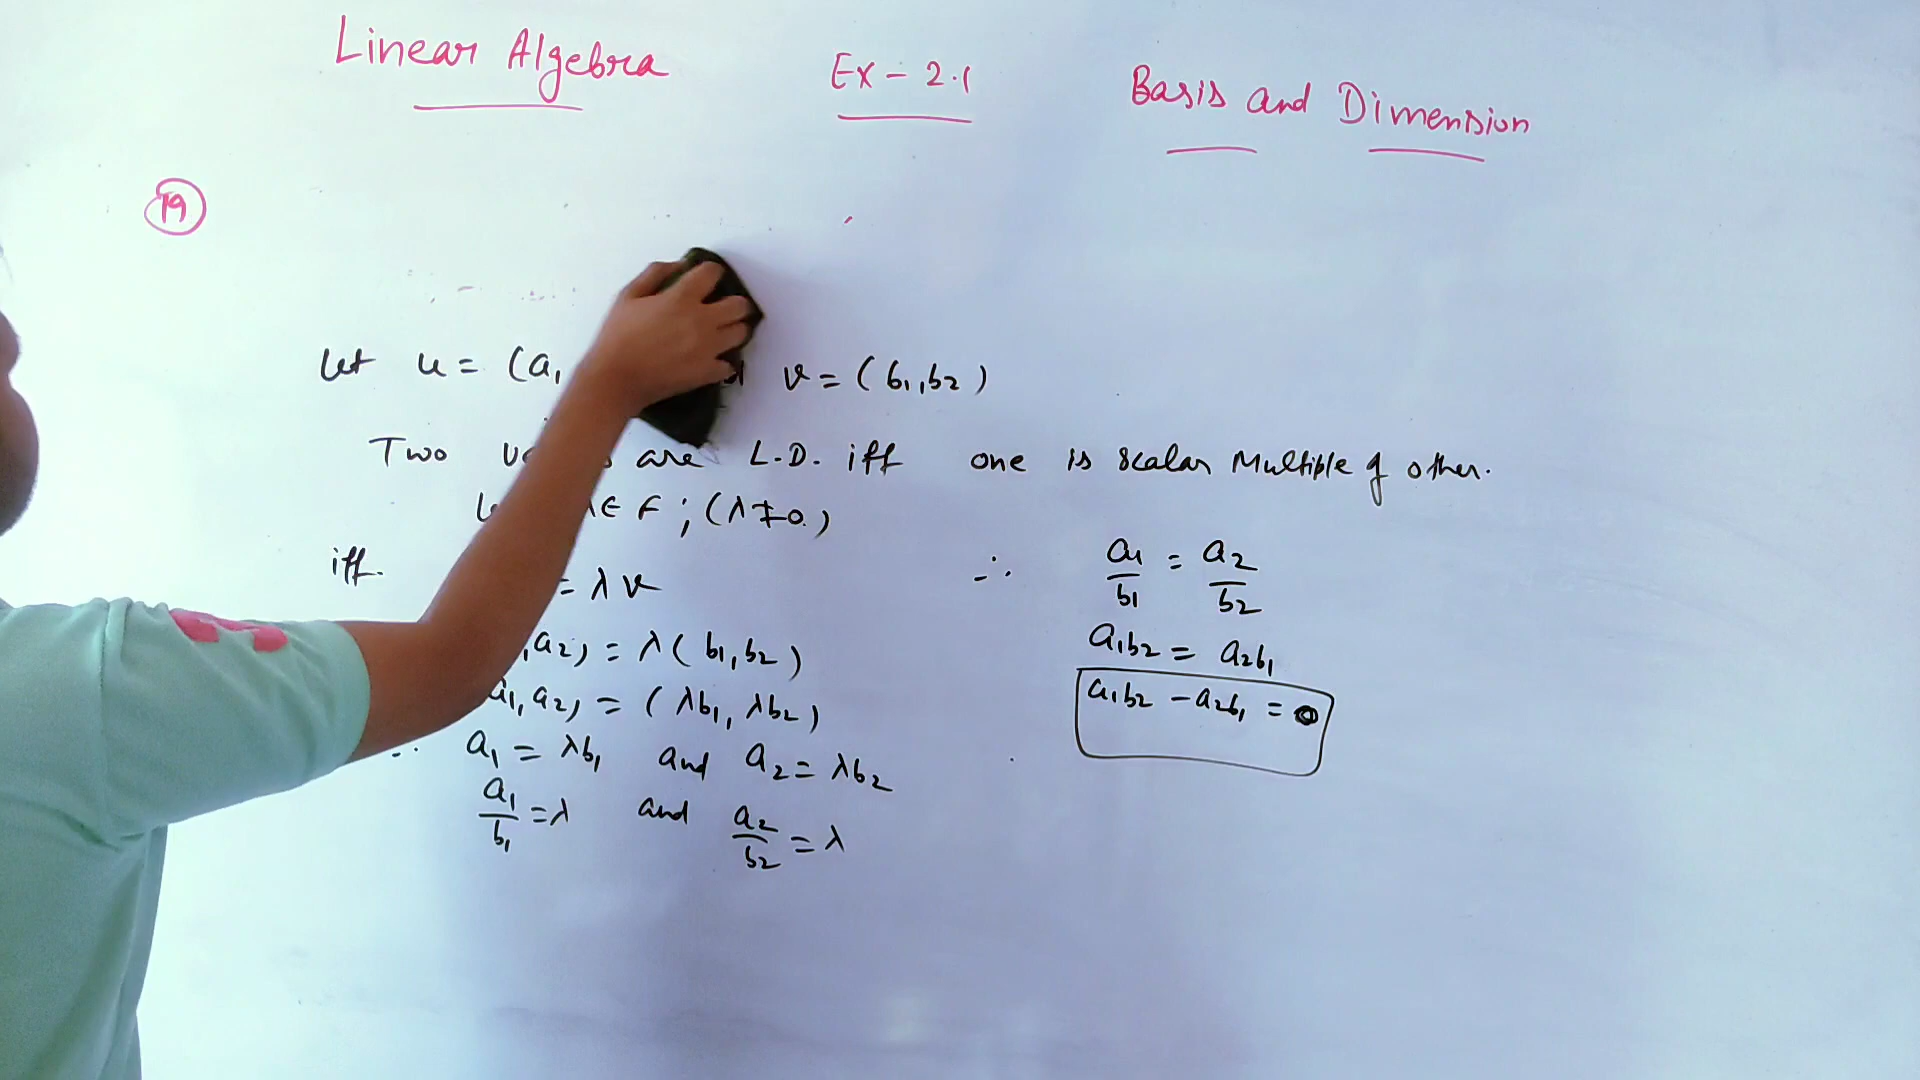 Linear Algebra Ex - 2.1 Basis and Dimension
19
Let u = (a1, v = (b1, b2)
Two are L.D. iff one is scalar Multiple of other.
λ∈ F ; (λ ≠ 0.)
iff. = λ v
, a2) = λ( b1, b2 )
a1, a2) = ( λb1, λb2 )
∴ a1 = λb1 and a2 = λb2
a1/b1 = λ and a2/b2 = λ
∴ a1/b1 = a2/b2
a1b2 = a2b1
a1b2 - a2b1 = 0